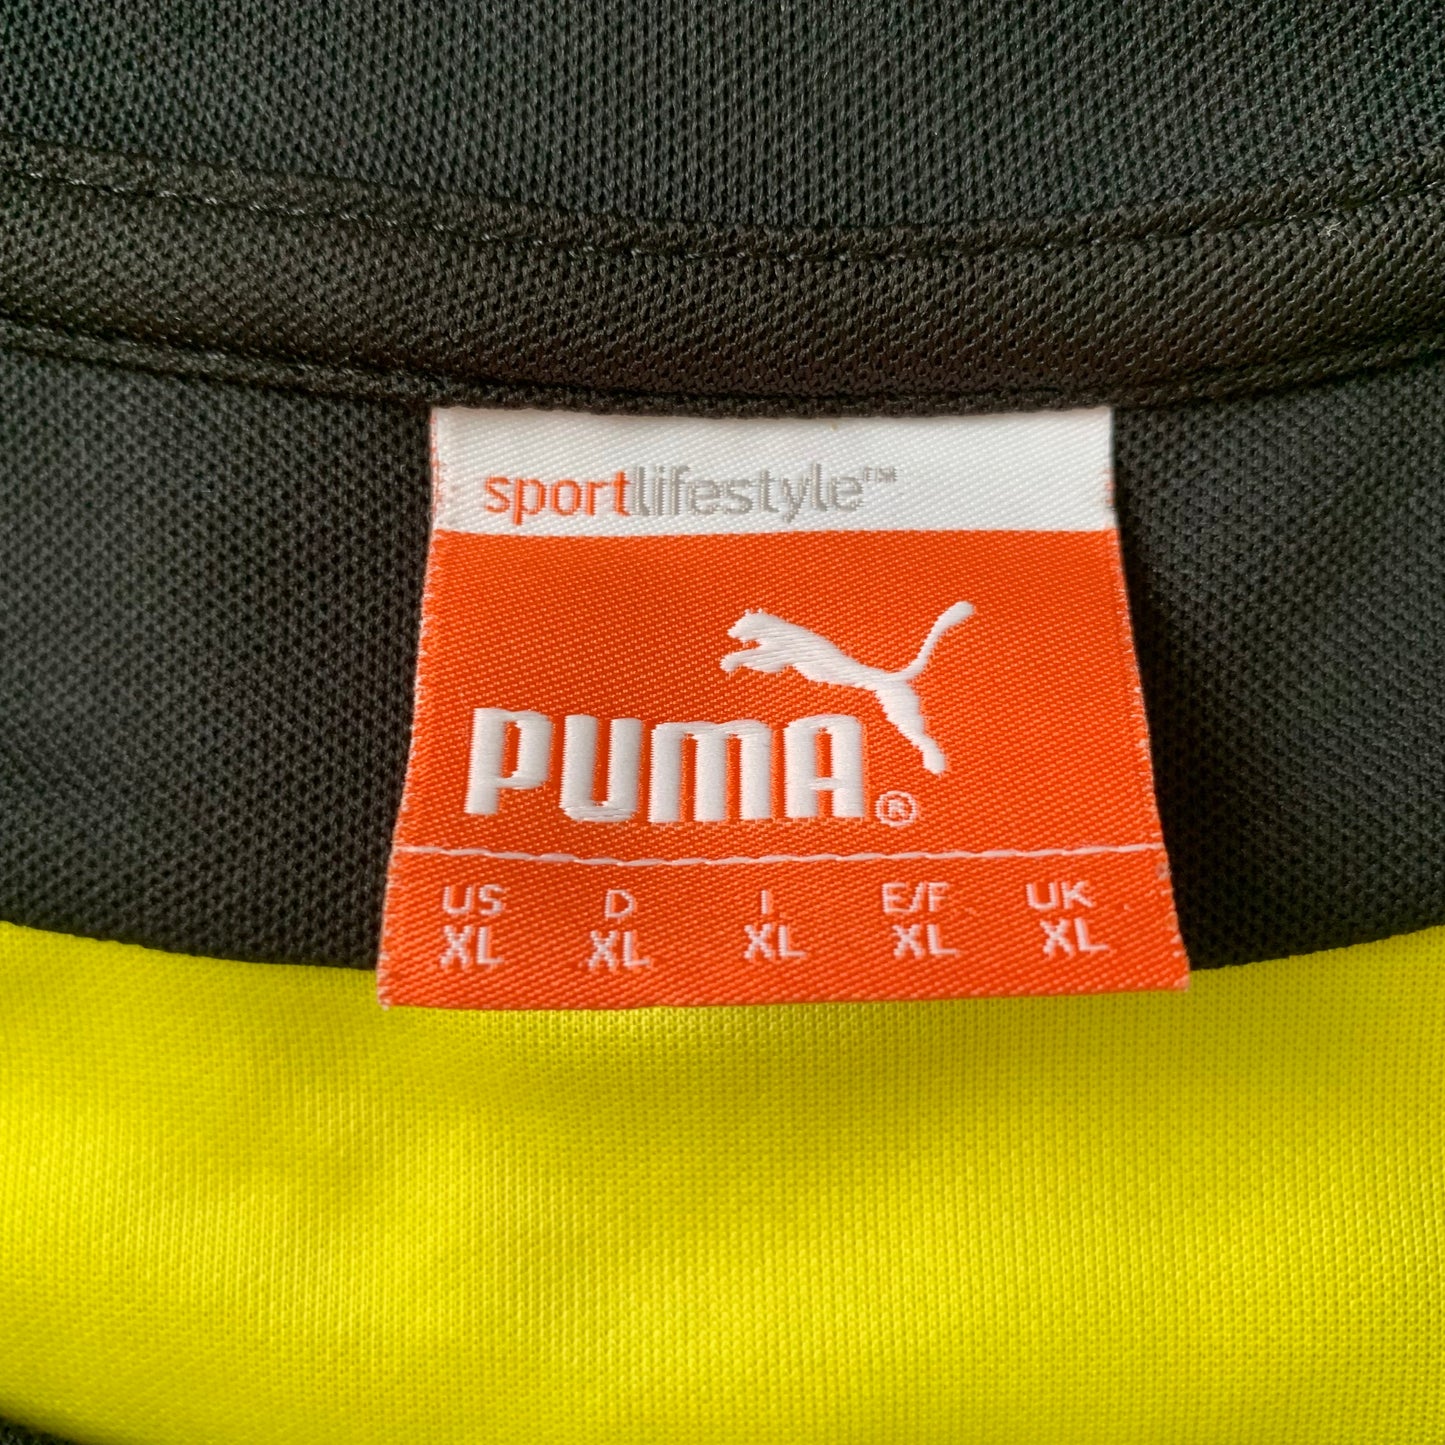 sportlifestyle™
PUMA®
US D I E/F UK
XL XL XL XL XL